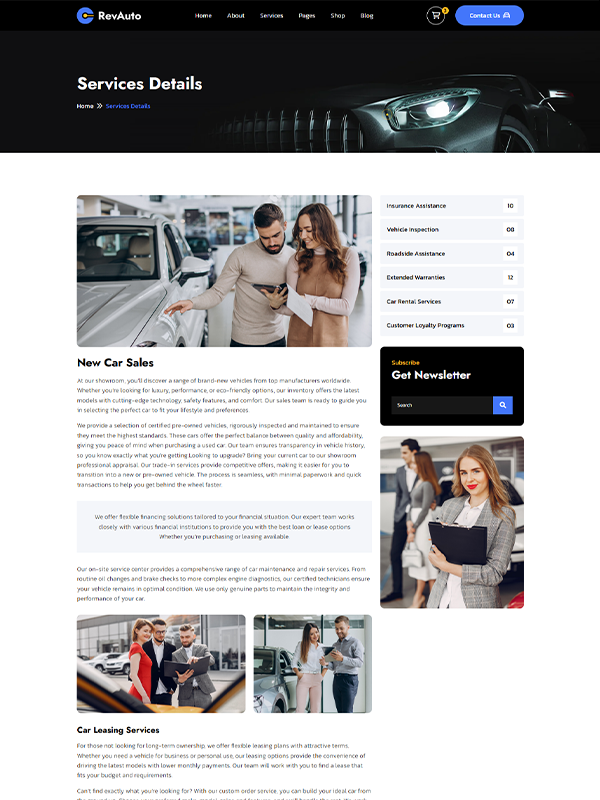 RevAuto
Home About Services Pages Shop Blog
Contact Us
Services Details
Home Services Details
Insurance Assistance 10
Vehicle Inspection 08
Roadside Assistance 04
Extended Warranties 12
Car Rental Services 07
Customer Loyalty Programs 03
Subscribe
Get Newsletter
Search
New Car Sales
At our showroom, you'll discover a range of brand-new vehicles from top manufacturers worldwide.
Whether you're looking for luxury, performance, or eco-friendly options, our inventory offers the latest
models with cutting-edge technology, safety features, and comfort. Our sales team is ready to guide you
in selecting the perfect car to fit your lifestyle and preferences
We provide a selection of certified pre-owned vehicles, rigorously inspected and maintained to ensure
they meet the highest standards. These cars offer the perfect balance between quality and affordability,
giving you peace of mind when purchasing a used car. Our team ensures transparency in vehicle history,
so you know exactly what you're getting Looking to upgrade? Bring your current car to our showroom
professional appraisal. Our trade-in services provide competitive offers, making it easier for you to
transition into a new or pre-owned vehicle. The process is seamless, with minimal paperwork and quick
transactions to help you get behind the wheel faster.
We offer flexible financing solutions tailored to your financial situation. Our expert team works
closely with various financial institutions to provide you with the best loan or lease options
Whether you're purchasing or leasing available
Our on-site service center provides a comprehensive range of car maintenance and repair services. From
routine oil changes and brake checks to more complex engine diagnostics, our certified technicians ensure
your vehicle remains in optimal condition. We use only genuine parts to maintain the integrity and
performance of your car.
Car Leasing Services
For those not looking for long-term ownership, we offer flexible leasing plans with attractive terms.
Whether you need a vehicle for business or personal use, our leasing options provide the convenience of
driving the latest models with lower monthly payments. Our team will work with you to find a lease that
fits your budget and requirements.
Can't find exactly what you're looking for? With our custom order service, you can build your ideal car from